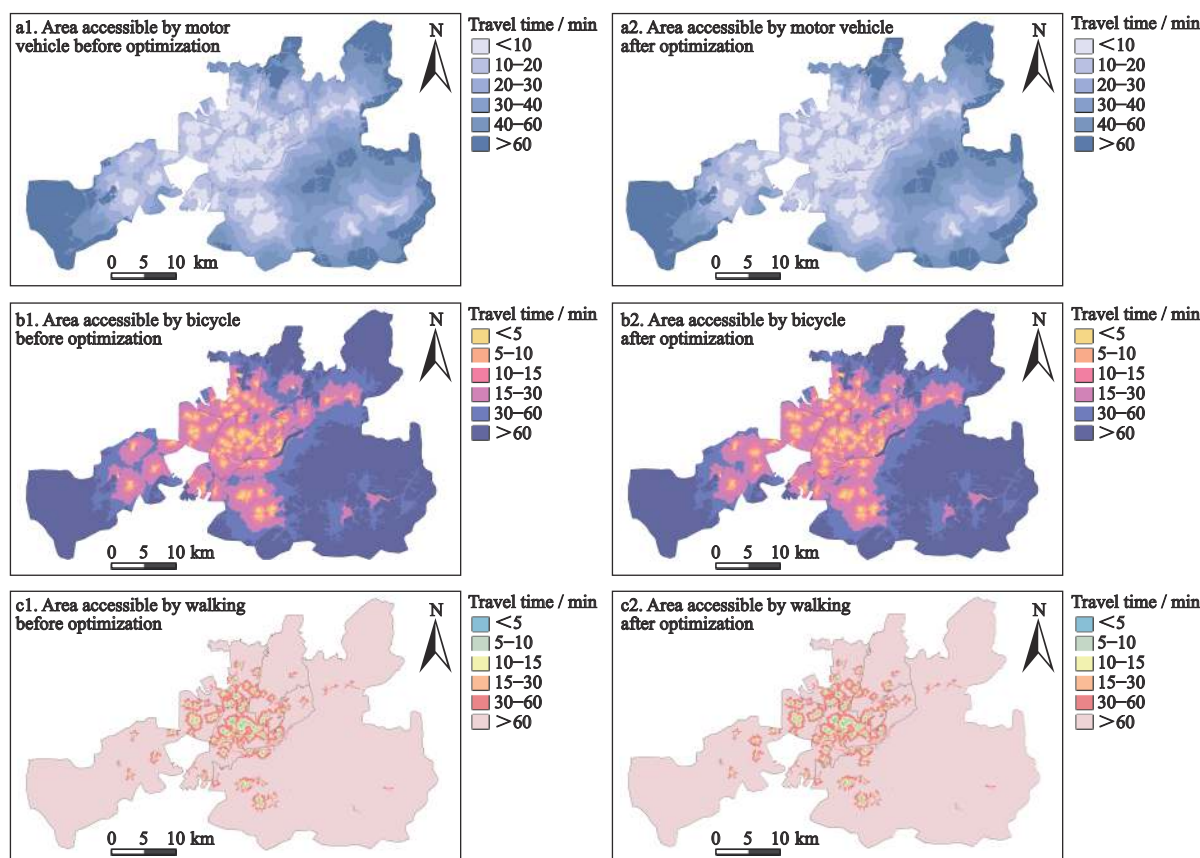 a1. Area accessible by motor
vehicle before optimization
N
Travel time / min
<10
10–20
20–30
30–40
40–60
>60
0 5 10 km
a2. Area accessible by motor vehicle
after optimization
N
Travel time / min
<10
10–20
20–30
30–40
40–60
>60
0 5 10 km
b1. Area accessible by bicycle
before optimization
N
Travel time / min
<5
5–10
10–15
15–30
30–60
>60
0 5 10 km
b2. Area accessible by bicycle
after optimization
N
Travel time / min
<5
5–10
10–15
15–30
30–60
>60
0 5 10 km
c1. Area accessible by walking
before optimization
N
Travel time / min
<5
5–10
10–15
15–30
30–60
>60
0 5 10 km
c2. Area accessible by walking
after optimization
N
Travel time / min
<5
5–10
10–15
15–30
30–60
>60
0 5 10 km